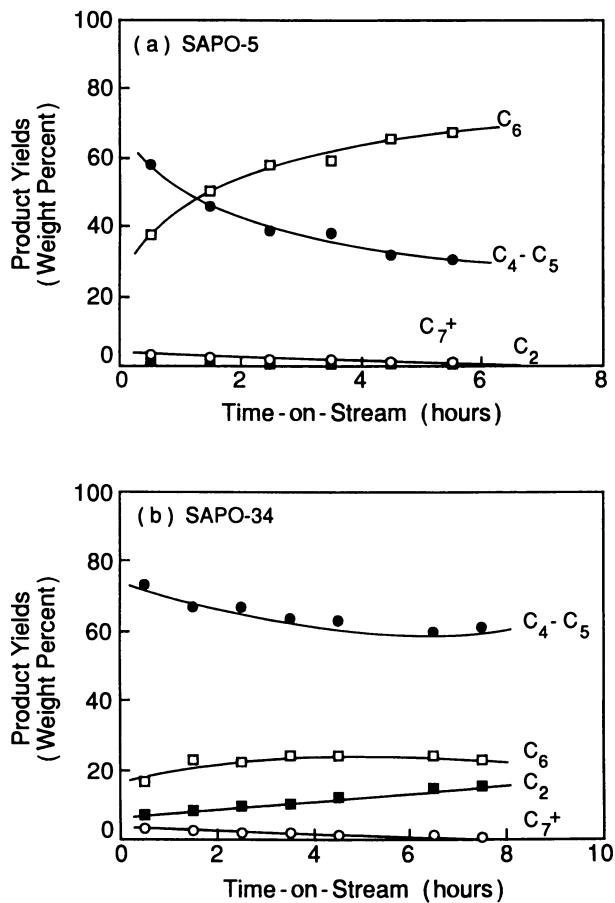 (a) SAPO-5
100
80
60
40
20
0
Product Yields
(Weight Percent)
C₆
C₄-C₅
C₇⁺
C₂
0 2 4 6 8
Time-on-Stream (hours)
(b) SAPO-34
100
80
60
40
20
0
Product Yields
(Weight Percent)
C₄-C₅
C₆
C₂
C₇⁺
0 2 4 6 8 10
Time-on-Stream (hours)